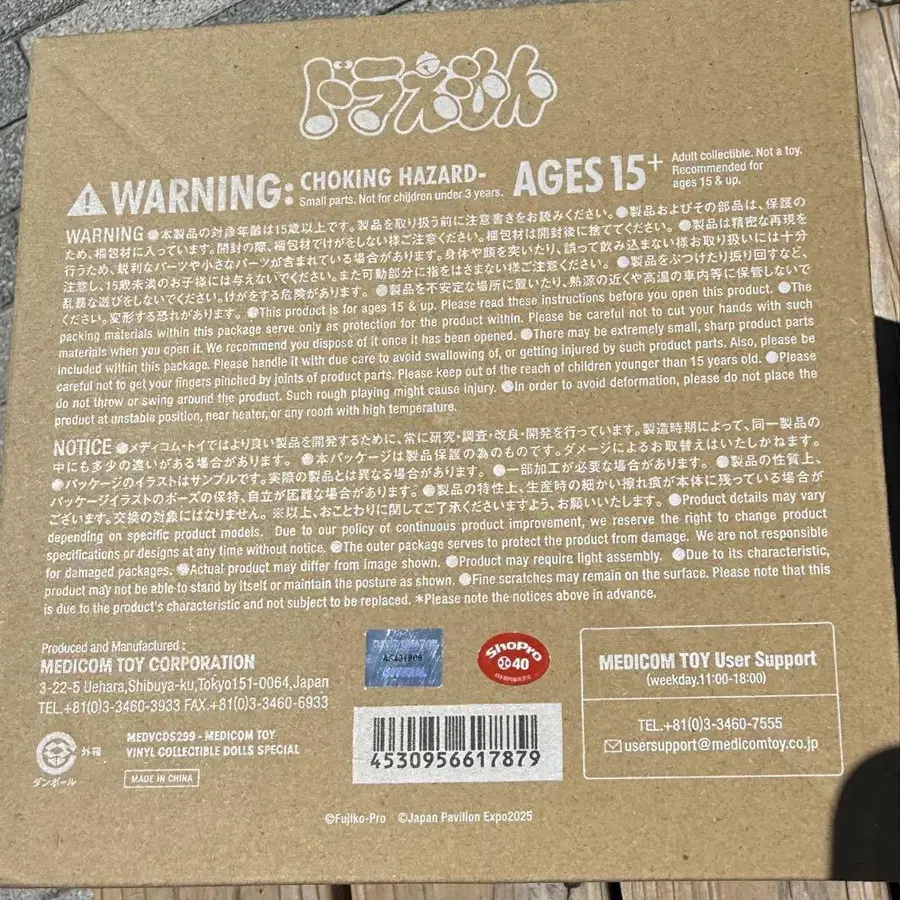 ドラえもん
WARNING: CHOKING HAZARD-
Small parts. Not for children under 3 years.
AGES 15+
Adult collectible. Not a toy.
Recommended for
ages 15 & up.
WARNING ●本製品の対象年齢は15歳以上です。製品を取り扱う前に注意書きをお読みください。●製品およびその部品は、保護の
ため、梱包材に入っています。開封の際、梱包材でけがをしない様ご注意ください。梱包材は開封後に捨ててください。●製品は精密な再現を
行うため、鋭利なパーツや小さなパーツが含まれている場合があります。身体や顔を突いたり、誤って飲み込まない様お取り扱いには十分
注意し、15歳未満のお子様には与えないでください。また可動部分に指をはさまない様ご注意ください。●製品をぶつけたり振り回すなど、
乱暴な遊びをしないでください。けがをする危険があります。●製品を不安定な場所に置いたり、熱源の近くや高温の車内等に保管しないで
ください。変形する恐れがあります。●This product is for ages 15 & up. Please read these instructions before you open this product. ●The
packing materials within this package serve only as protection for the product within. Please be careful not to cut your hands with such
materials when you open it. We recommend you dispose of it once it has been opened. ●There may be extremely small, sharp product parts
included within this package. Please handle it with due care to avoid swallowing of, or getting injured by such product parts. Also, please be
careful not to get your fingers pinched by joints of product parts. Please keep out of the reach of children younger than 15 years old. ●Please
do not throw or swing around the product. Such rough playing might cause injury. ●In order to avoid deformation, please do not place the
product at unstable position, near heater, or any room with high temperature.
NOTICE ●メディコム・トイではより良い製品を開発するために、常に研究・調査・改良・開発を行っています。製造時期によって、同一製品の
中にも多少の違いがある場合があります。●本パッケージは製品保護の為のものです。ダメージによるお取替えはいたしかねます。
●パッケージのイラストはサンプルです。実際の製品とは異なる場合があります。●一部加工が必要な場合があります。●製品の性質上、
パッケージイラストのポーズの保持、自立が困難な場合があります。●製品の特性上、生産時の細かい擦れ痕が本体に残っている場合が
ございます。交換の対象にはなりません。※以上、おことわりに関してご了承くださいますよう、お願いいたします。●Product details may vary
depending on specific product models. Due to our policy of continuous product improvement, we reserve the right to change product
specifications or designs at any time without notice. ●The outer package serves to protect the product from damage. We are not responsible
for damaged packages. ●Actual product may differ from image shown. ●Product may require light assembly. ●Due to its characteristic,
product may not be able to stand by itself or maintain the posture as shown. ●Fine scratches may remain on the surface. Please note that this
is due to the product's characteristic and not subject to be replaced. *Please note the notices above in advance.
Produced and Manufactured :
MEDICOM TOY CORPORATION
3-22-5 Uehara,Shibuya-ku,Tokyo151-0064,Japan
TEL.+81(0)3-3460-3933 FAX.+81(0)3-3460-6933
MEDVCDS299 - MEDICOM TOY
VINYL COLLECTIBLE DOLLS SPECIAL
外箱
ダンボール
MADE IN CHINA
ShoPro
40
4530956617879
MEDICOM TOY User Support
(weekday.11:00-18:00)
TEL.+81(0)3-3460-7555
usersupport@medicomtoy.co.jp
©Fujiko-Pro ©Japan Pavilion Expo2025